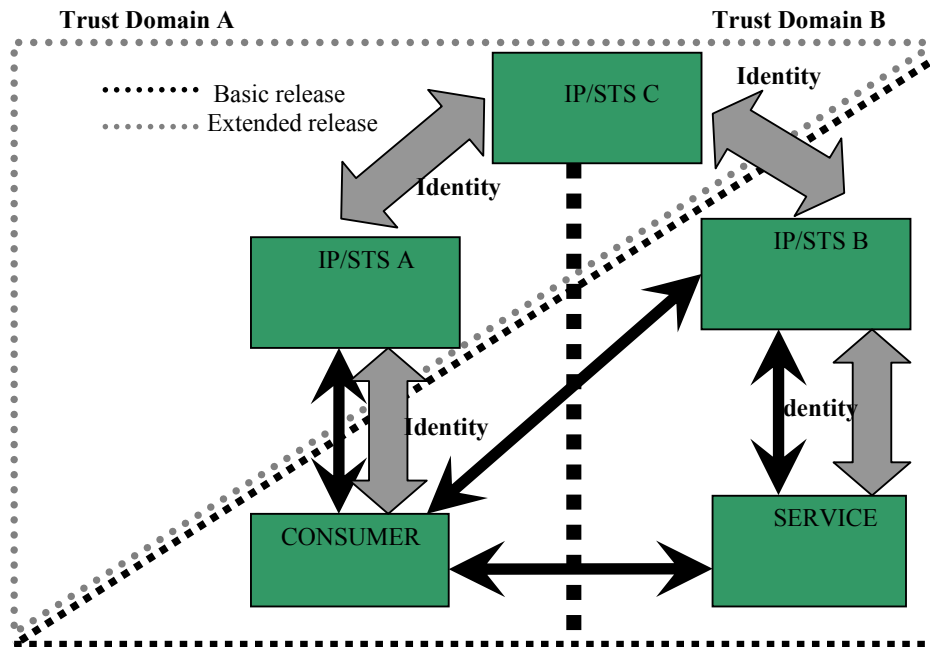 Trust Domain A
Trust Domain B
Basic release
Extended release
IP/STS C
Identity
Identity
IP/STS A
IP/STS B
Identity
dentity
CONSUMER
SERVICE